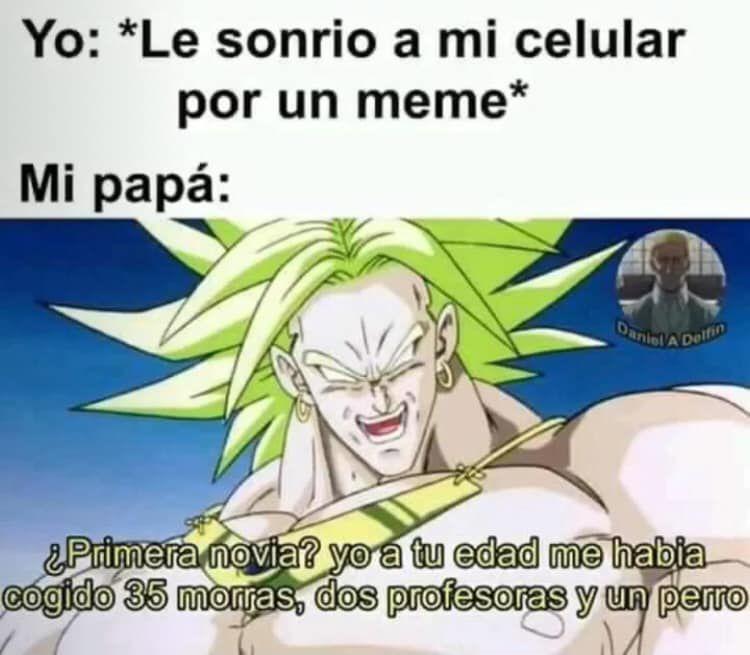 Yo: *Le sonrio a mi celular
por un meme*
Mi papá:
Daniel A Delfin
¿Primera novia? yo a tu edad me habia
cogido 35 morras, dos profesoras y un perro